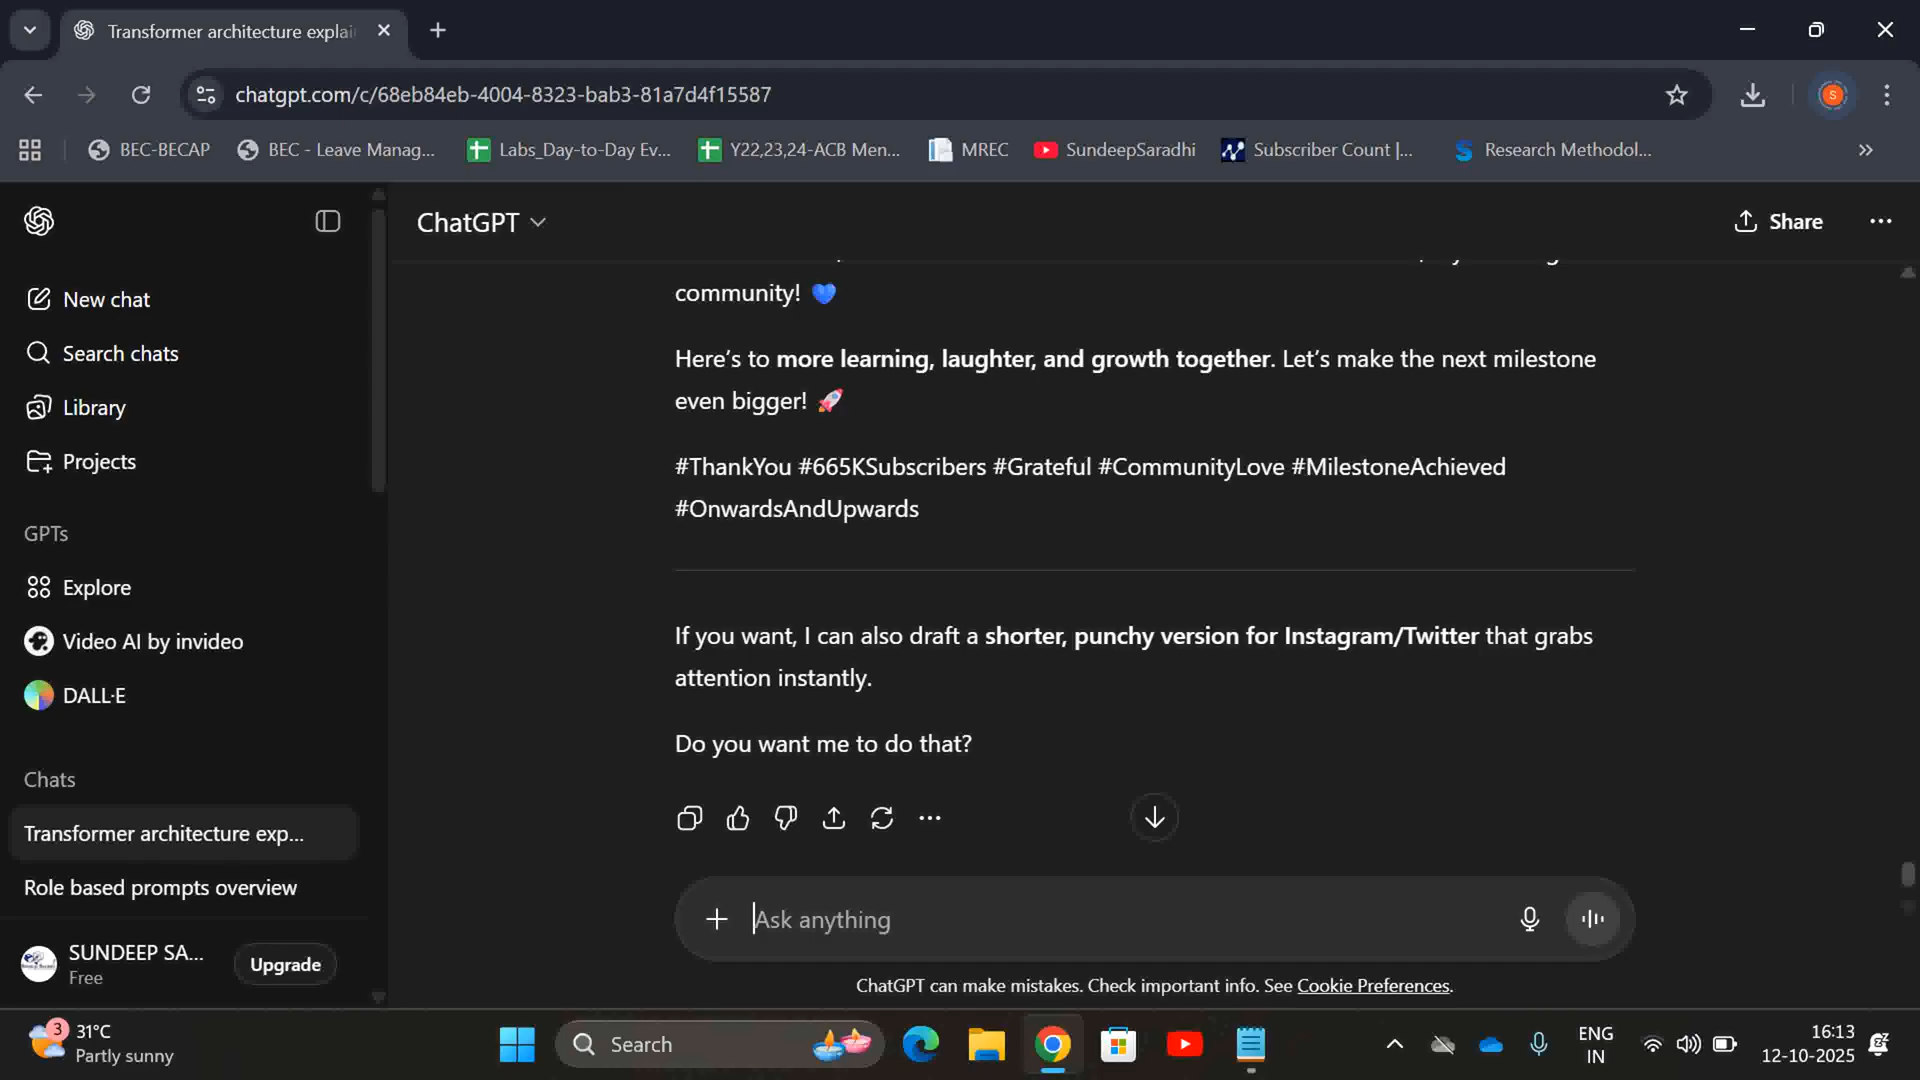 Transformer architecture explai
chatgpt.com/c/68eb84eb-4004-8323-bab3-81a7d4f15587
S
BEC-BECAP
BEC - Leave Manag...
Labs_Day-to-Day Ev...
Y22,23,24-ACB Men...
MREC
SundeepSaradhi
Subscriber Count |...
Research Methodol...
ChatGPT
Share
New chat
Search chats
Library
Projects
GPTs
Explore
Video AI by invideo
DALL·E
Chats
Transformer architecture exp...
Role based prompts overview
SUNDEEP SA...
Free
Upgrade
community! 💙
Here's to more learning, laughter, and growth together. Let's make the next milestone
even bigger! 🚀
#ThankYou #665KSubscribers #Grateful #CommunityLove #MilestoneAchieved
#OnwardsAndUpwards
If you want, I can also draft a shorter, punchy version for Instagram/Twitter that grabs
attention instantly.
Do you want me to do that?
Ask anything
ChatGPT can make mistakes. Check important info. See Cookie Preferences.
3
31°C
Partly sunny
Search
ENG
IN
16:13
12-10-2025